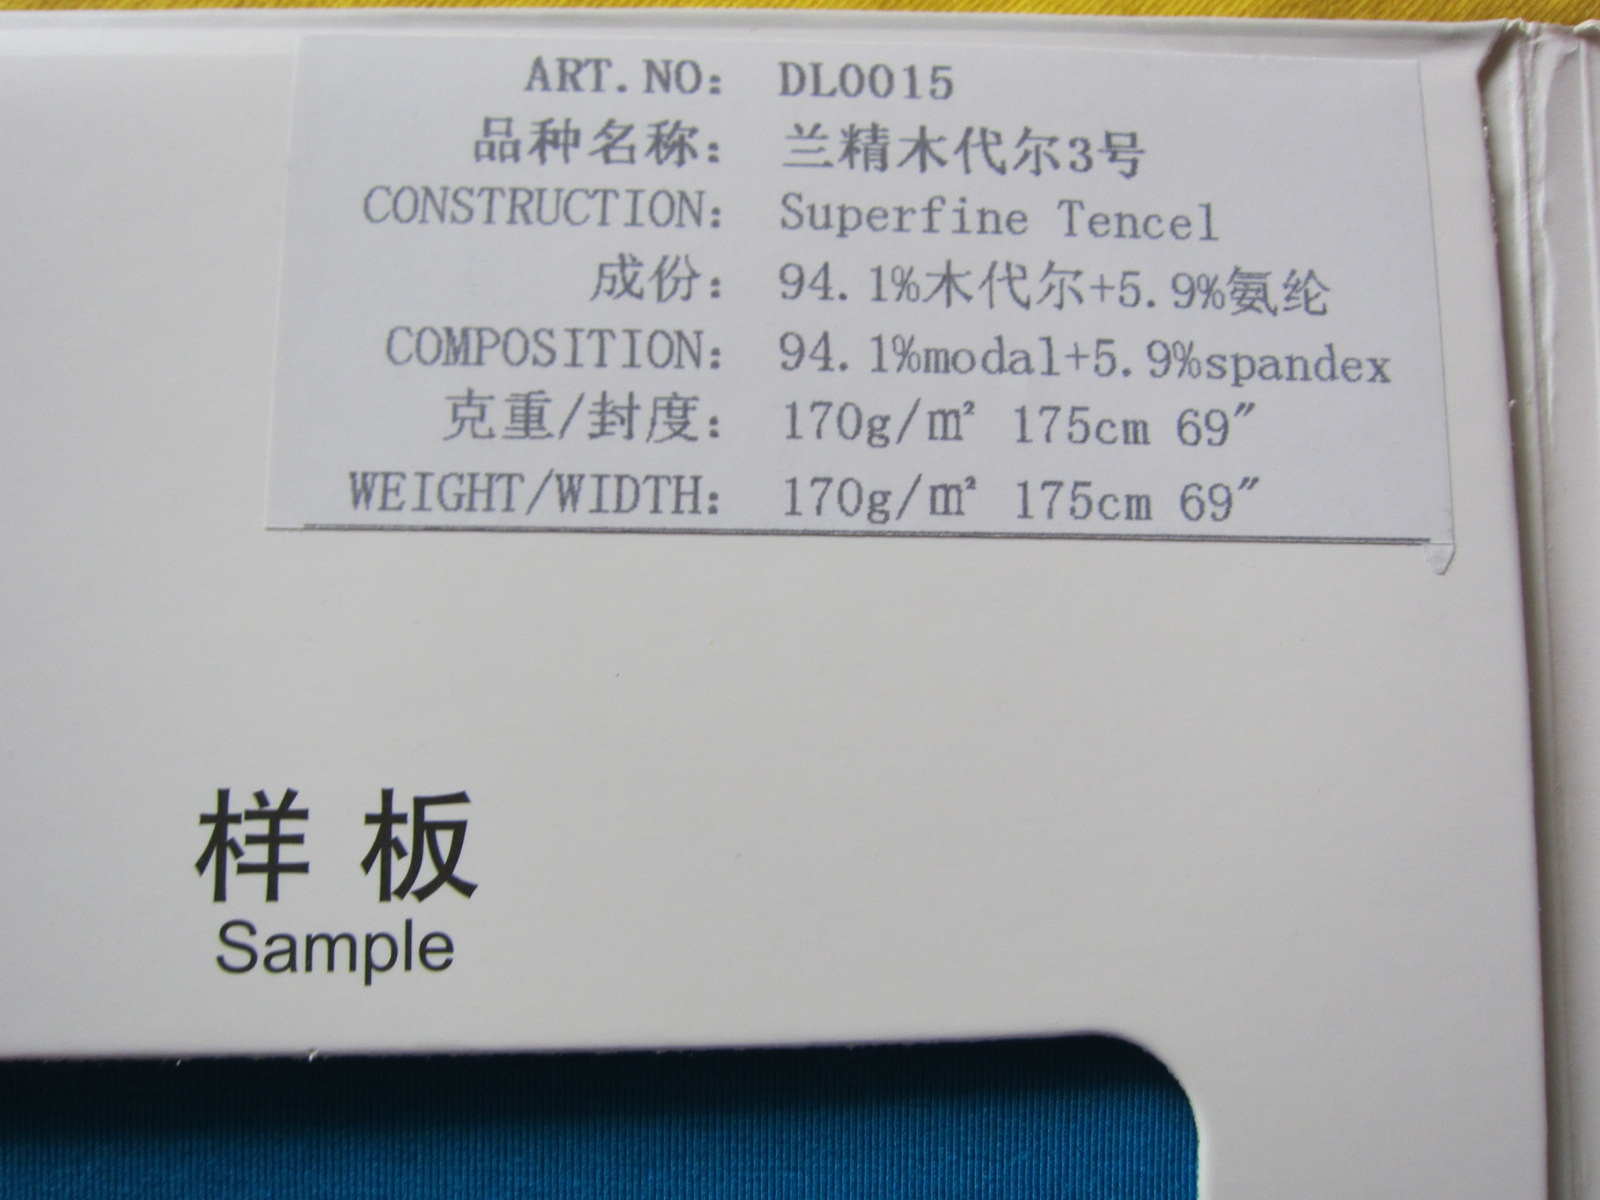 ART.NO: DL0015
品种名称: 兰精木代尔3号
CONSTRUCTION: Superfine Tencel
成份: 94.1%木代尔+5.9%氨纶
COMPOSITION: 94.1%modal+5.9%spandex
克重/封度: 170g/㎡ 175cm 69"
WEIGHT/WIDTH: 170g/㎡ 175cm 69"
样 板
Sample